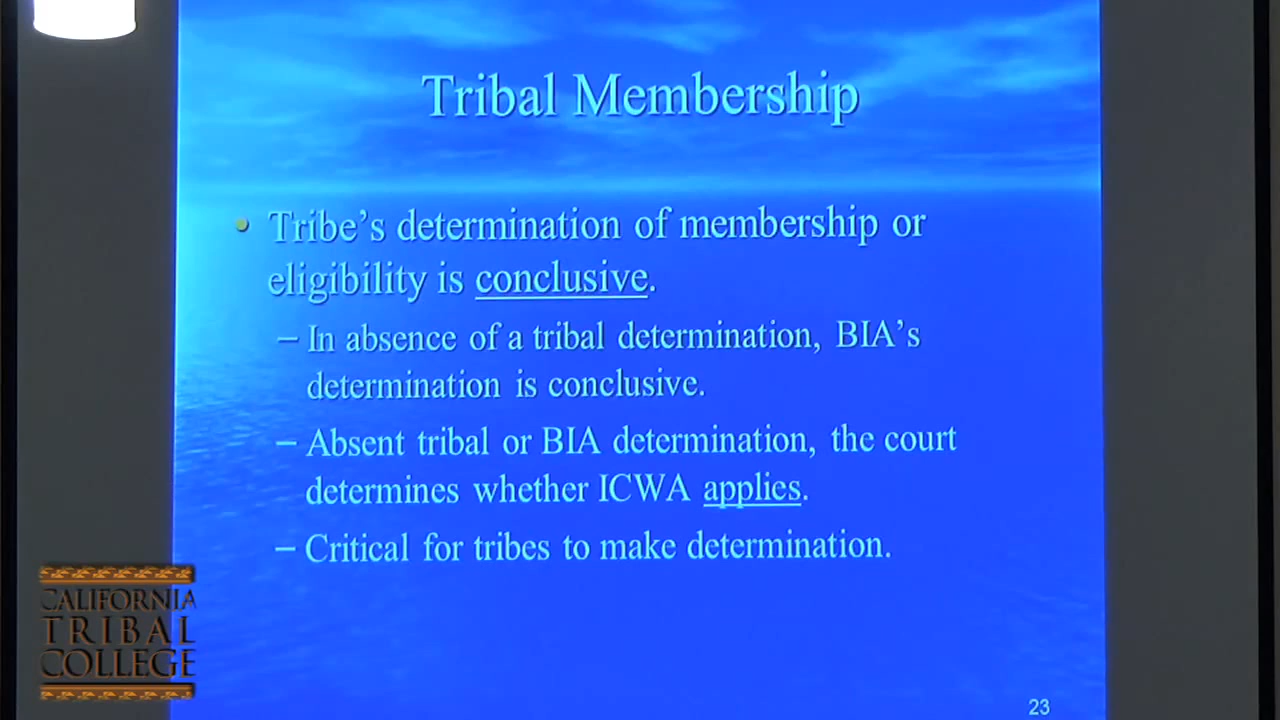 Tribal Membership
• Tribe's determination of membership or
eligibility is conclusive.
– In absence of a tribal determination, BIA's
determination is conclusive.
– Absent tribal or BIA determination, the court
determines whether ICWA applies.
– Critical for tribes to make determination.
CALIFORNIA
TRIBAL
COLLEGE
23